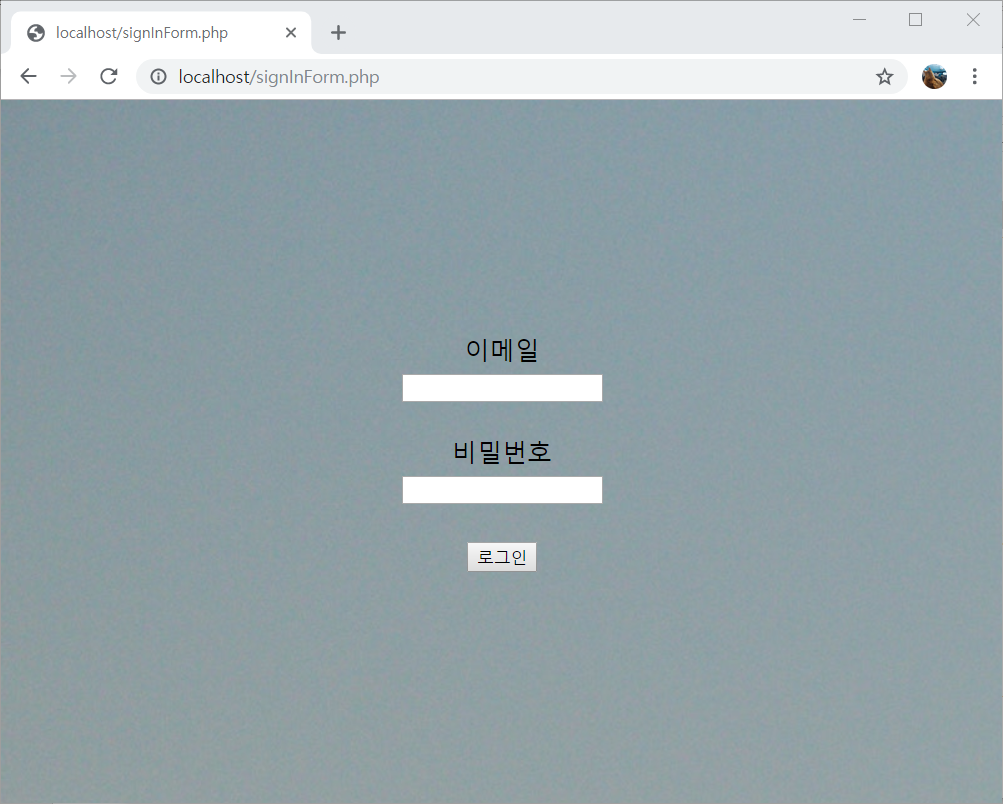 localhost/signInForm.php
localhost/signInForm.php
이메일
비밀번호
로그인